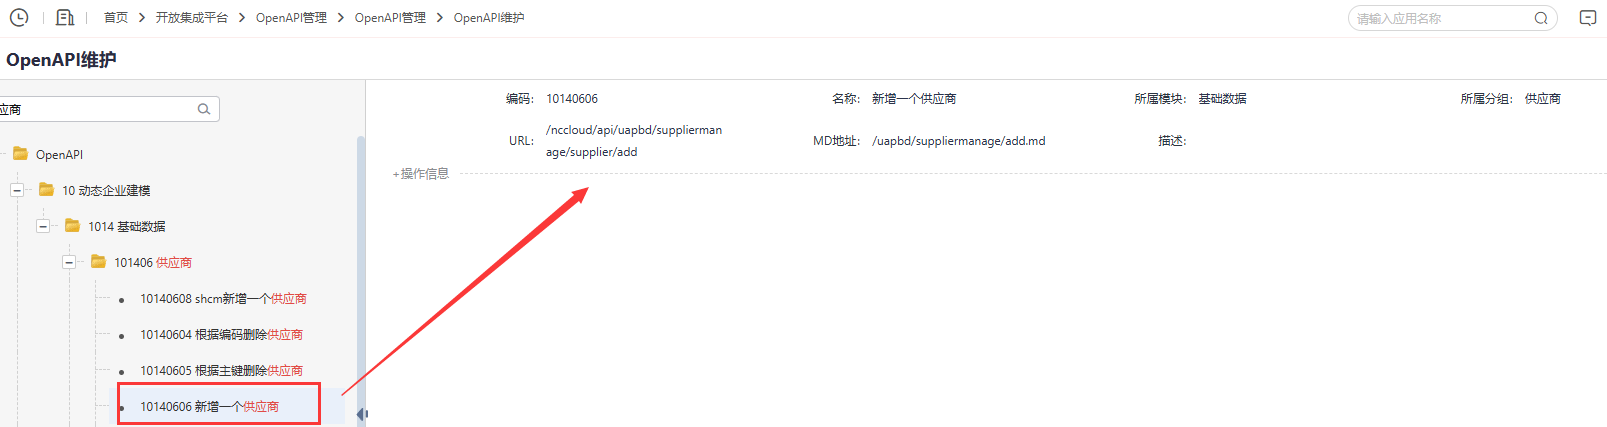 首页 > 开放集成平台 > OpenAPI管理 > OpenAPI管理 > OpenAPI维护
请输入应用名称
OpenAPI维护
应商
OpenAPI
10 动态企业建模
1014 基础数据
101406 供应商
10140608 shcm新增一个供应商
10140604 根据编码删除供应商
10140605 根据主键删除供应商
10140606 新增一个供应商
编码: 10140606 名称: 新增一个供应商 所属模块: 基础数据 所属分组: 供应商
URL: /nccloud/api/uapbd/supplierman
age/supplier/add
MD地址: /uapbd/suppliermanage/add.md 描述:
+操作信息